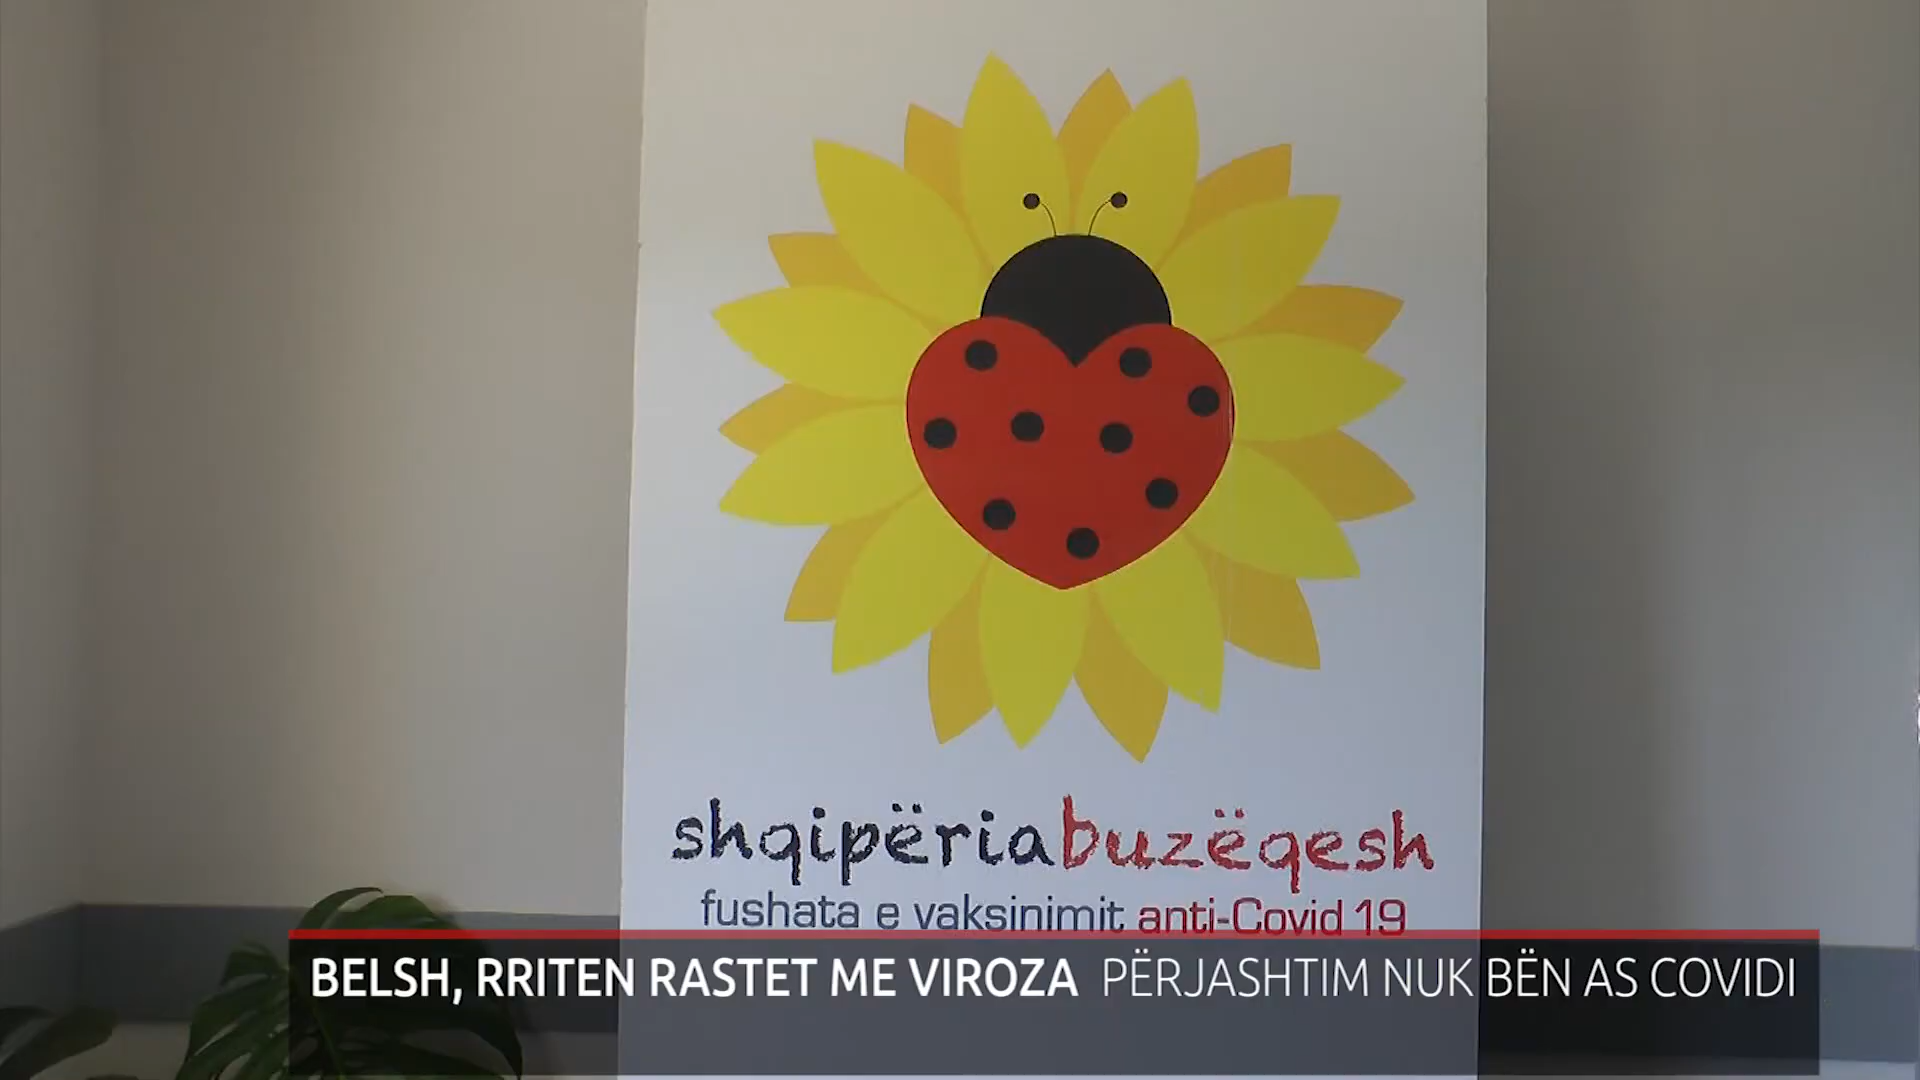 shqipëriabuzëqesh
fushata e vaksinimit anti-Covid 19
BELSH, RRITEN RASTET ME VIROZA PËRJASHTIM NUK BËN AS COVIDI